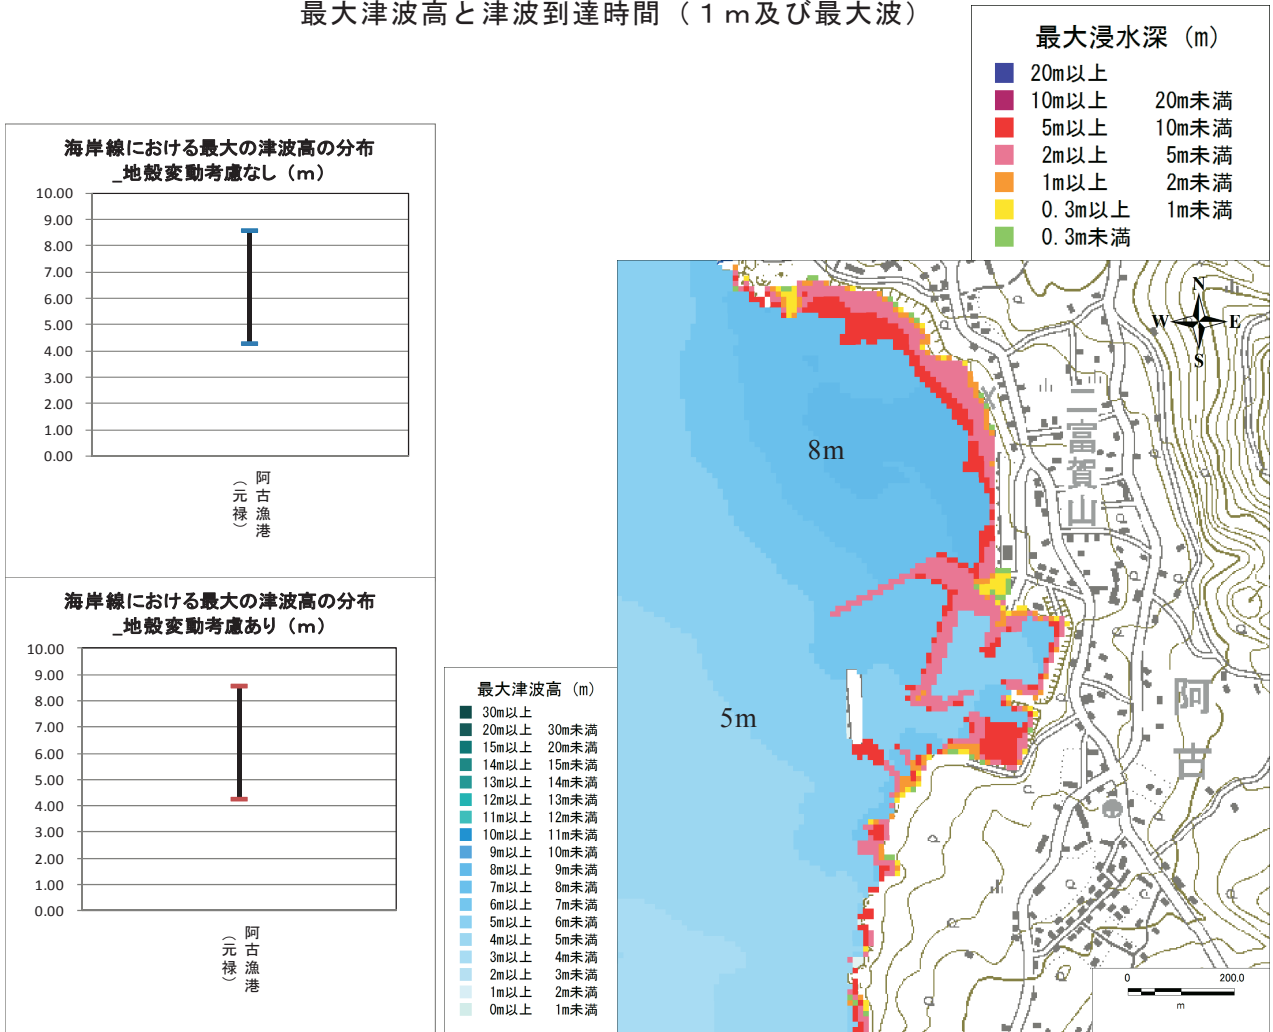 最大津波高と津波到達時間（１ｍ及び最大波）
最大浸水深（m）
20m以上
10m以上 20m未満
5m以上 10m未満
2m以上 5m未満
1m以上 2m未満
0.3m以上 1m未満
0.3m未満
海岸線における最大の津波高の分布
_地殻変動考慮なし（m）
10.00
9.00
8.00
7.00
6.00
5.00
4.00
3.00
2.00
1.00
0.00
阿古漁港
（元禄）
海岸線における最大の津波高の分布
_地殻変動考慮あり（m）
10.00
9.00
8.00
7.00
6.00
5.00
4.00
3.00
2.00
1.00
0.00
阿古漁港
（元禄）
最大津波高（m）
30m以上
20m以上 30m未満
15m以上 20m未満
14m以上 15m未満
13m以上 14m未満
12m以上 13m未満
11m以上 12m未満
10m以上 11m未満
9m以上 10m未満
8m以上 9m未満
7m以上 8m未満
6m以上 7m未満
5m以上 6m未満
4m以上 5m未満
3m以上 4m未満
2m以上 3m未満
1m以上 2m未満
0m以上 1m未満
N
W E
S
8m
二富賀山
5m
阿古
0 200.0
m